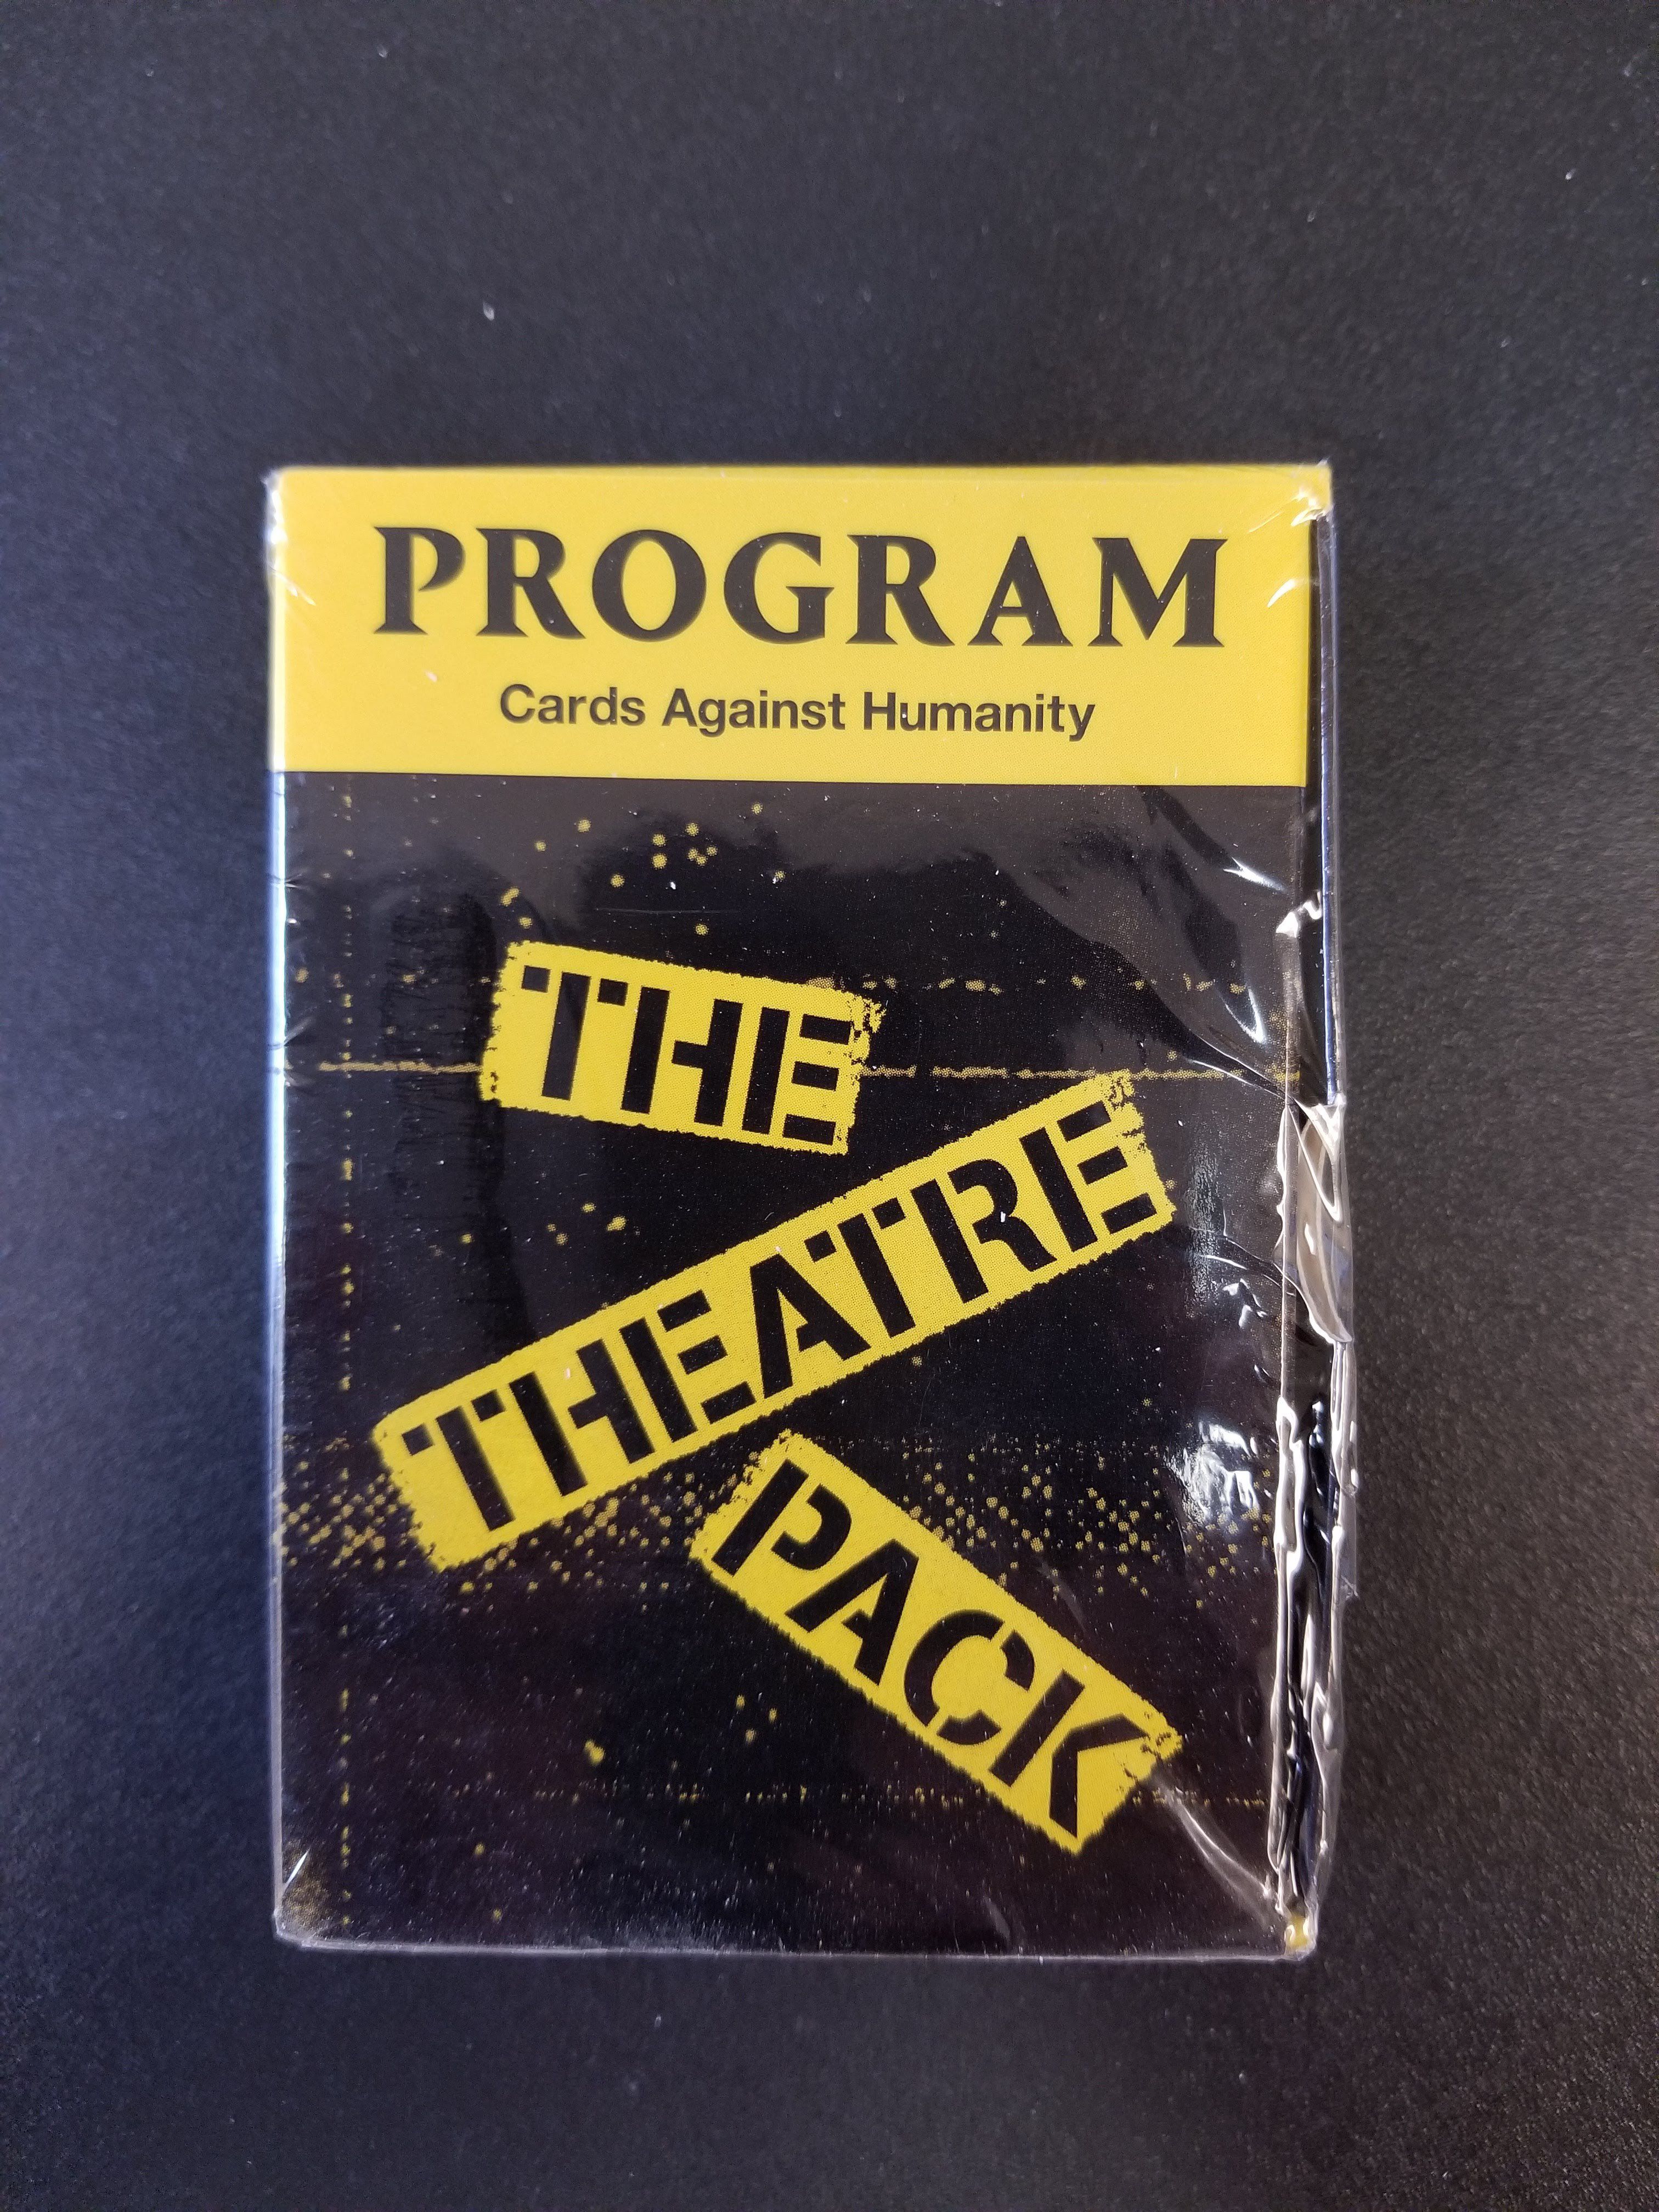 PROGRAM
Cards Against Humanity
THE
THEATRE
PACK